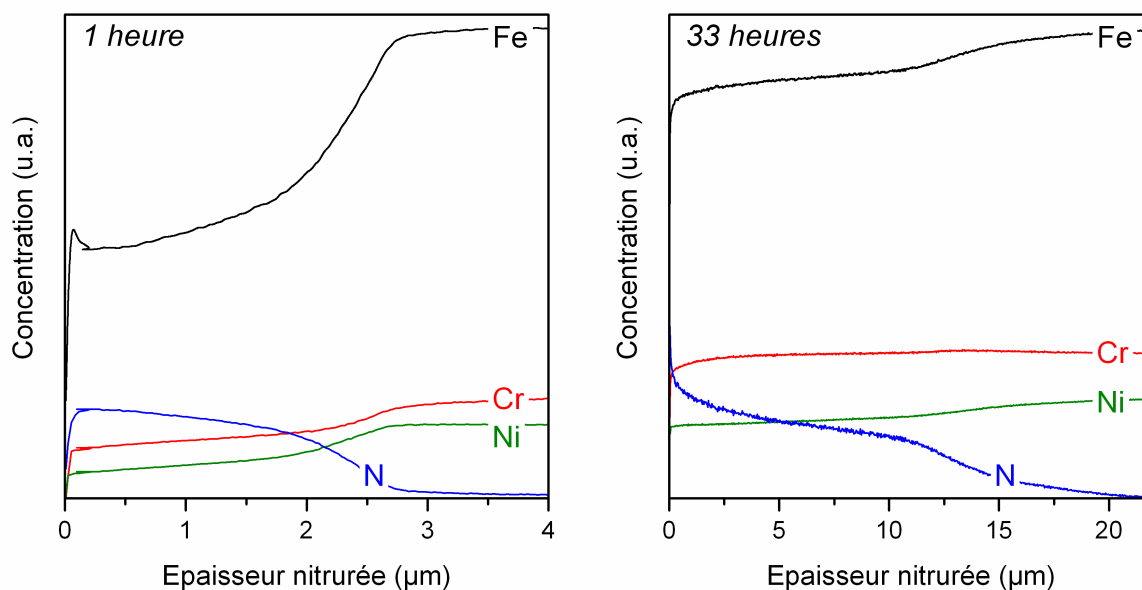 1 heure
Fe
Cr
Ni
N
Concentration (u.a.)
0 1 2 3 4
Epaisseur nitrurée (µm)
33 heures
Fe
Cr
Ni
N
Concentration (u.a.)
0 5 10 15 20
Epaisseur nitrurée (µm)